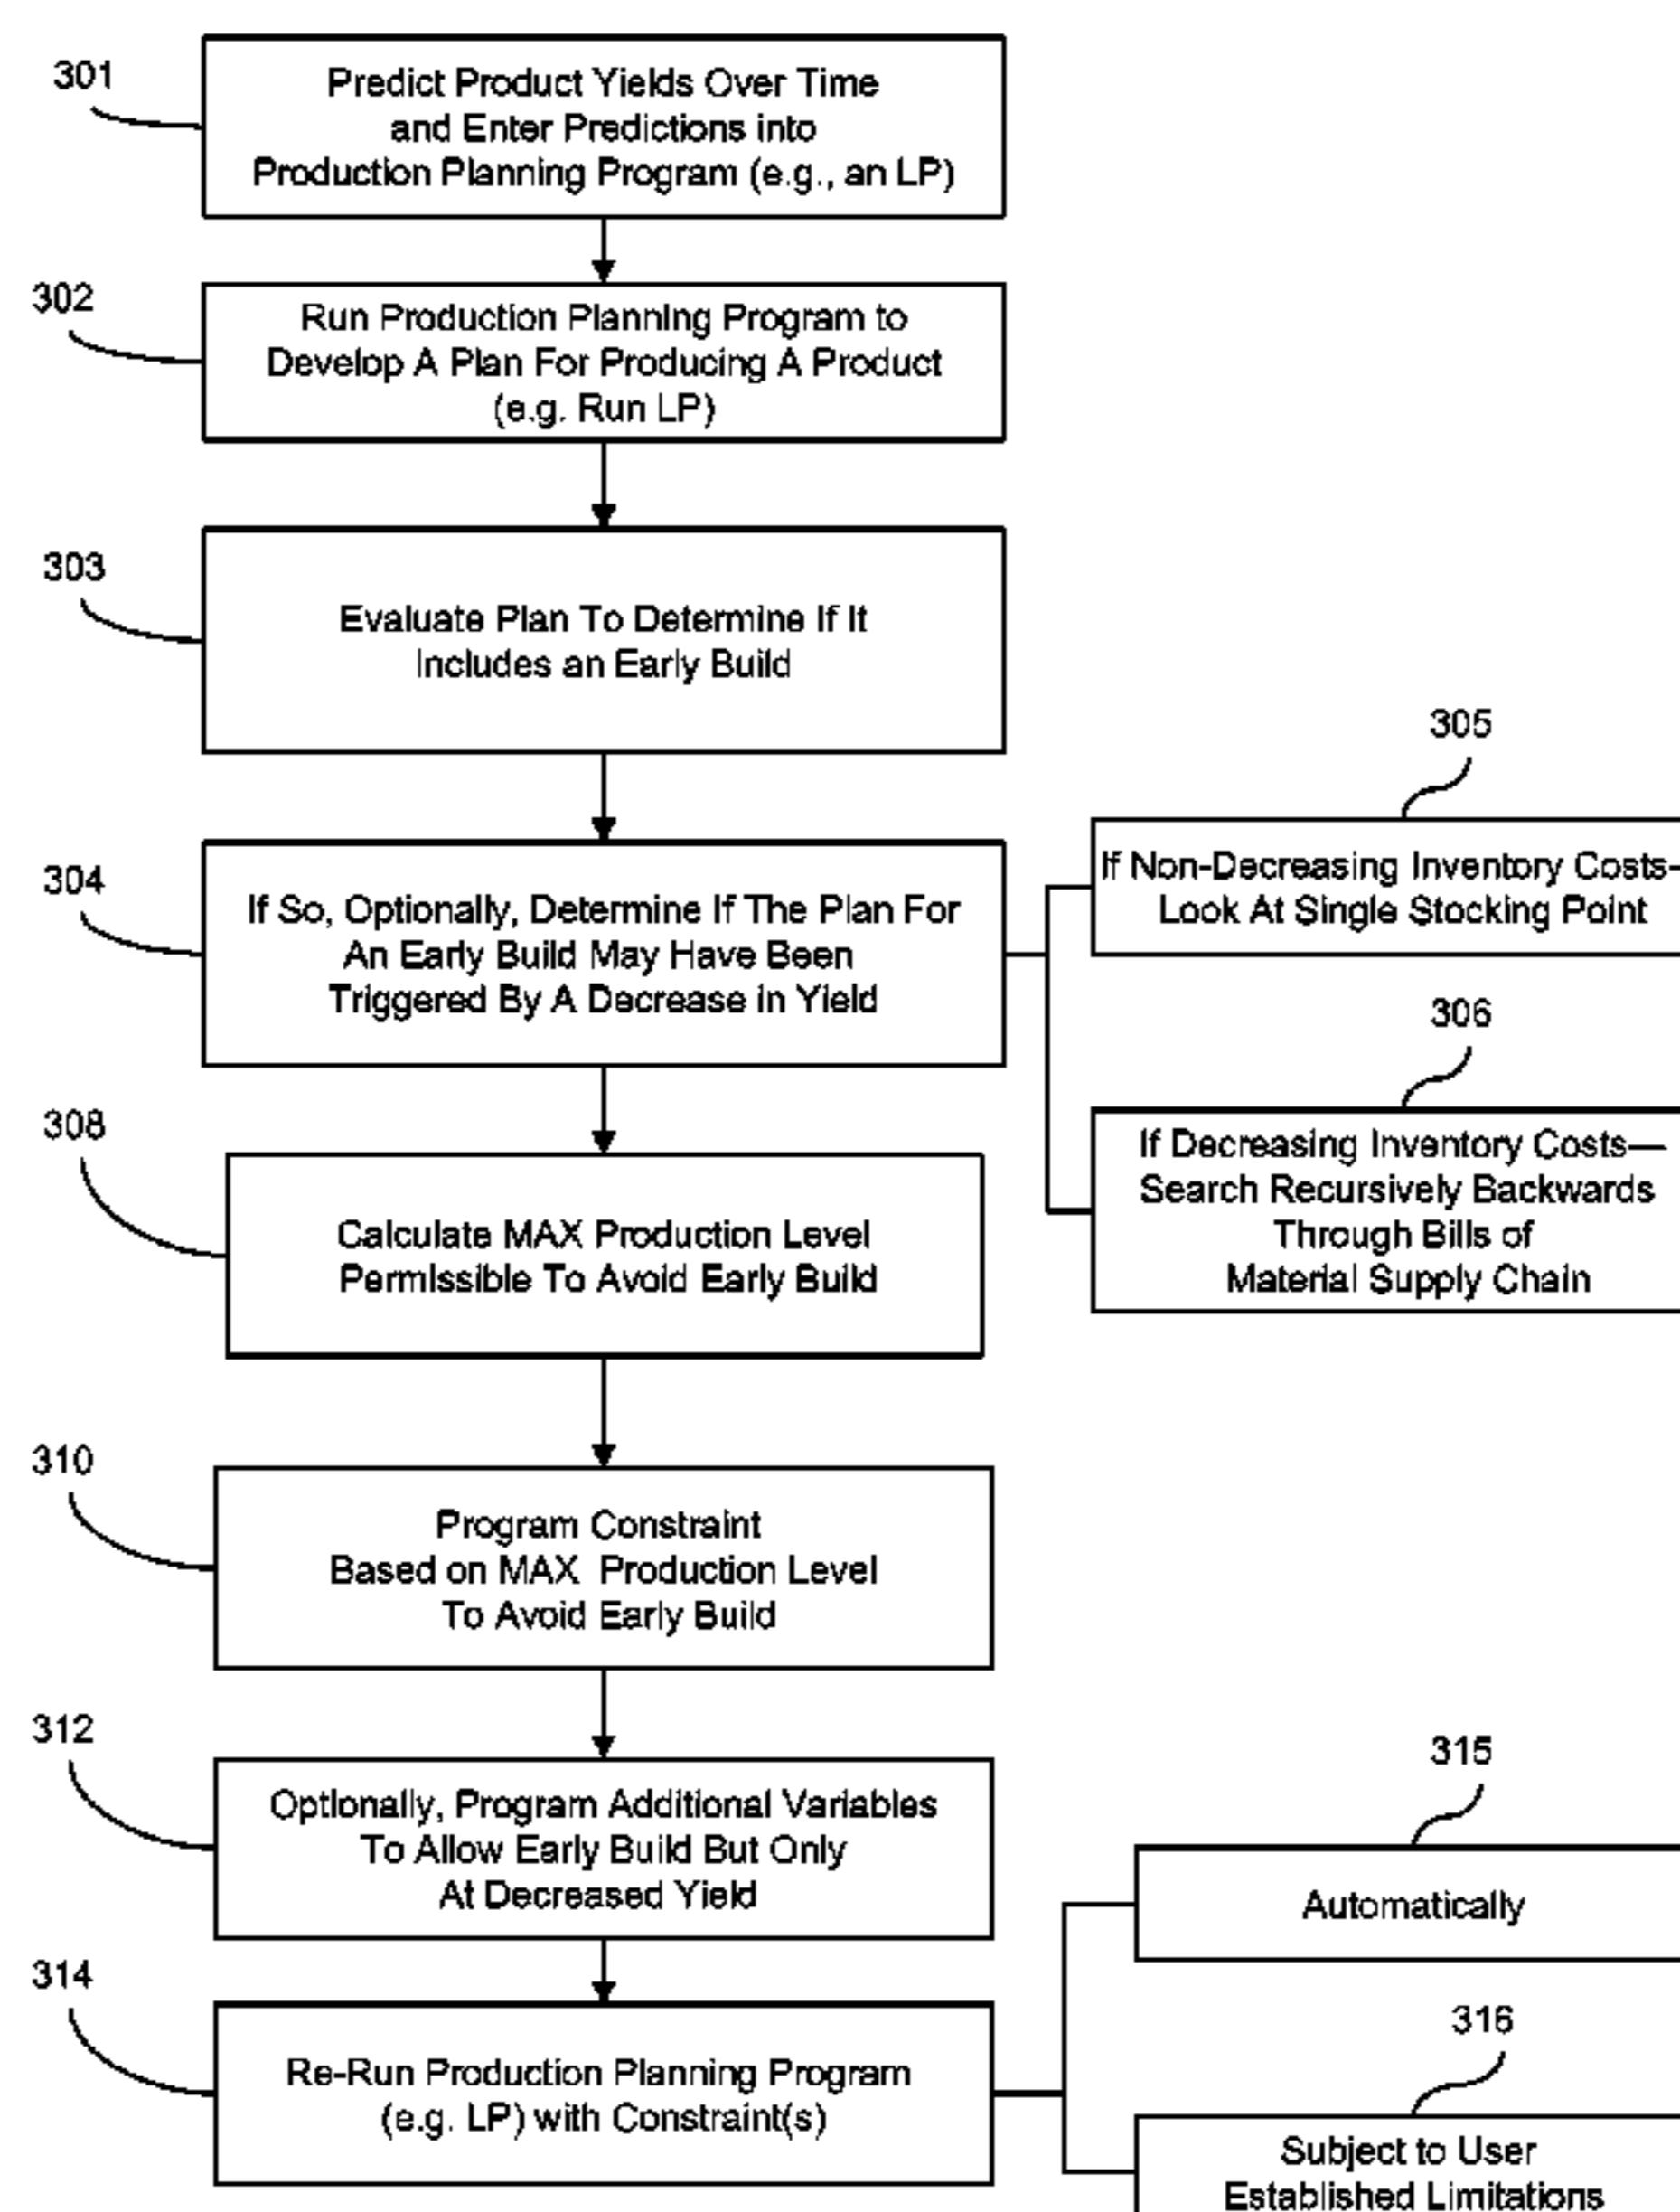 301
Predict Product Yields Over Time
and Enter Predictions into
Production Planning Program (e.g., an LP)
302
Run Production Planning Program to
Develop A Plan For Producing A Product
(e.g. Run LP)
303
Evaluate Plan To Determine If It
Includes an Early Build
304
If So, Optionally, Determine If The Plan For
An Early Build May Have Been
Triggered By A Decrease in Yield
305
If Non-Decreasing Inventory Costs–
Look At Single Stocking Point
306
If Decreasing Inventory Costs—
Search Recursively Backwards
Through Bills of
Material Supply Chain
308
Calculate MAX Production Level
Permissible To Avoid Early Build
310
Program Constraint
Based on MAX Production Level
To Avoid Early Build
312
Optionally, Program Additional Variables
To Allow Early Build But Only
At Decreased Yield
314
Re-Run Production Planning Program
(e.g. LP) with Constraint(s)
315
Automatically
316
Subject to User
Established Limitations